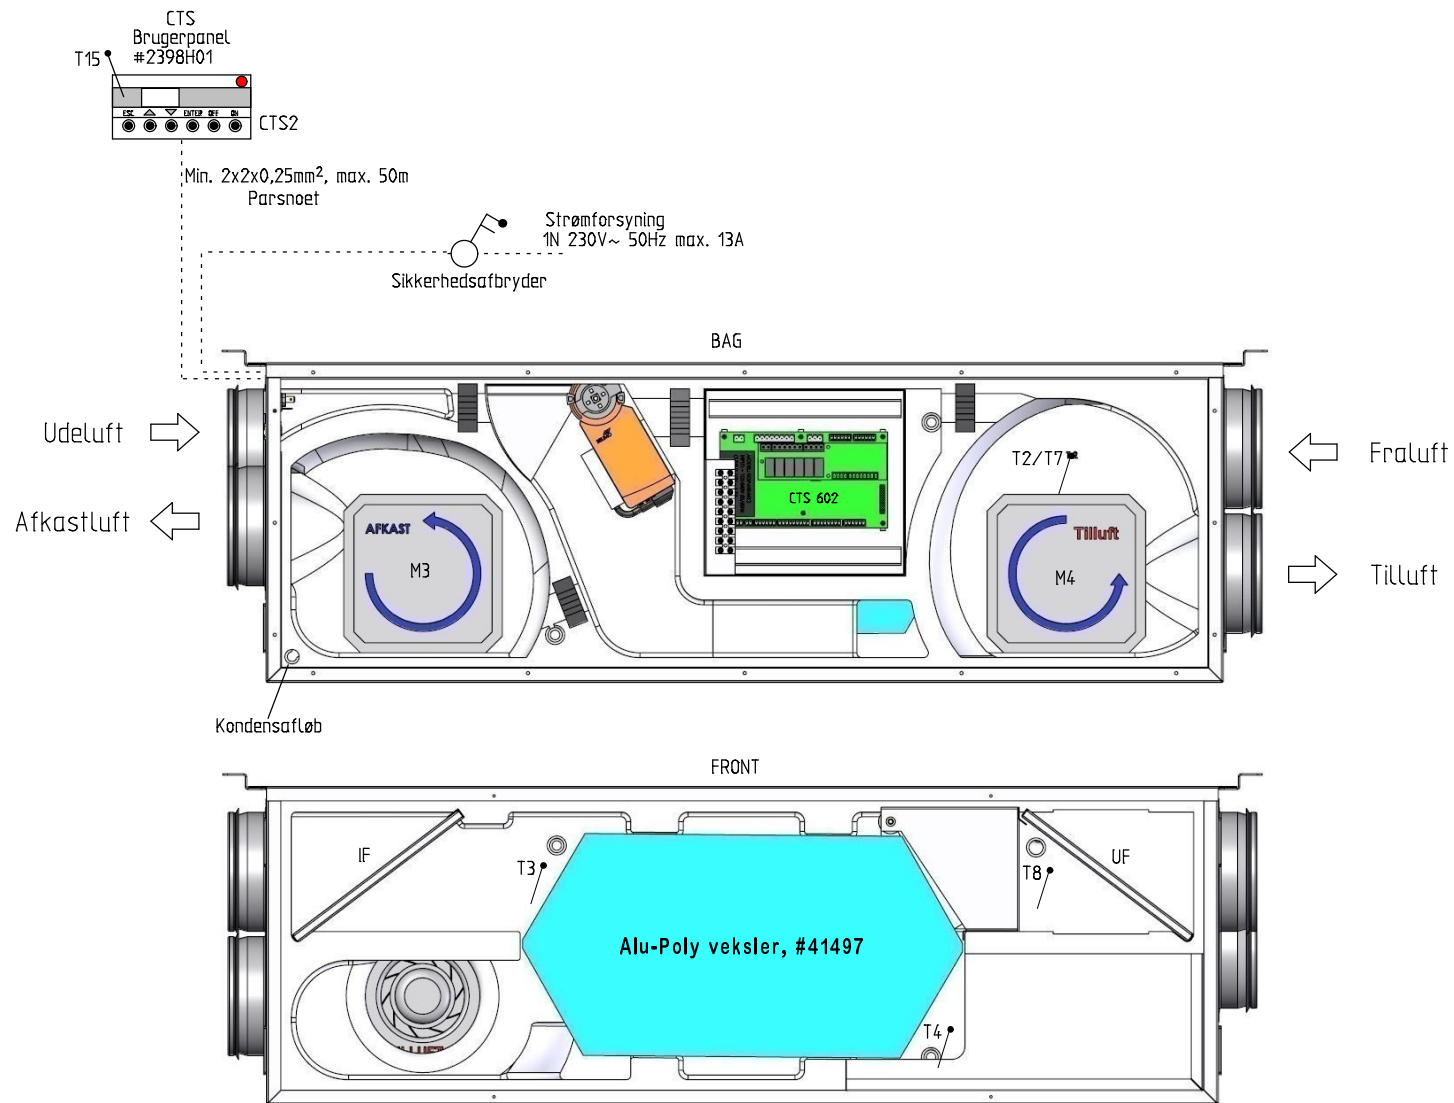 CTS
Brugerpanel
#2398H01
T15
ESC ENTER OFF ON
CTS2
Min. 2x2x0,25mm², max. 50m
Parsnoet
Strømforsyning
1N 230V~ 50Hz max. 13A
Sikkerhedsafbryder
BAG
Udeluft
Afkastluft
Fraluft
Tilluft
T2/T7
CTS 602
AFKAST
M3
Tilluft
M4
Kondensafløb
FRONT
IF
T3
T8
UF
Alu-Poly veksler, #41497
T4